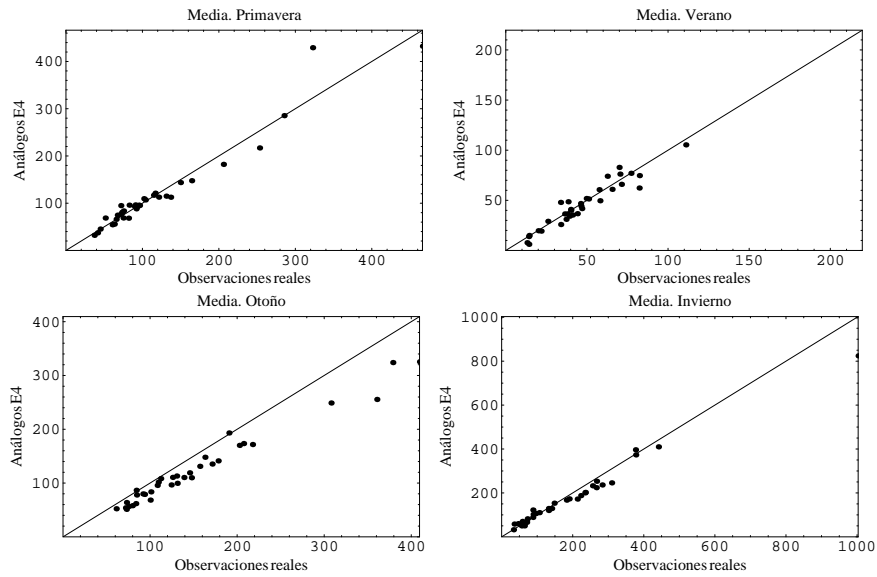 Media. Primavera
400
300
200
100
100
200
300
400
Análogos E4
Observaciones reales
Media. Verano
200
150
100
50
50
100
150
200
Análogos E4
Observaciones reales
Media. Otoño
400
300
200
100
100
200
300
400
Análogos E4
Observaciones reales
Media. Invierno
1000
800
600
400
200
200
400
600
800
1000
Análogos E4
Observaciones reales